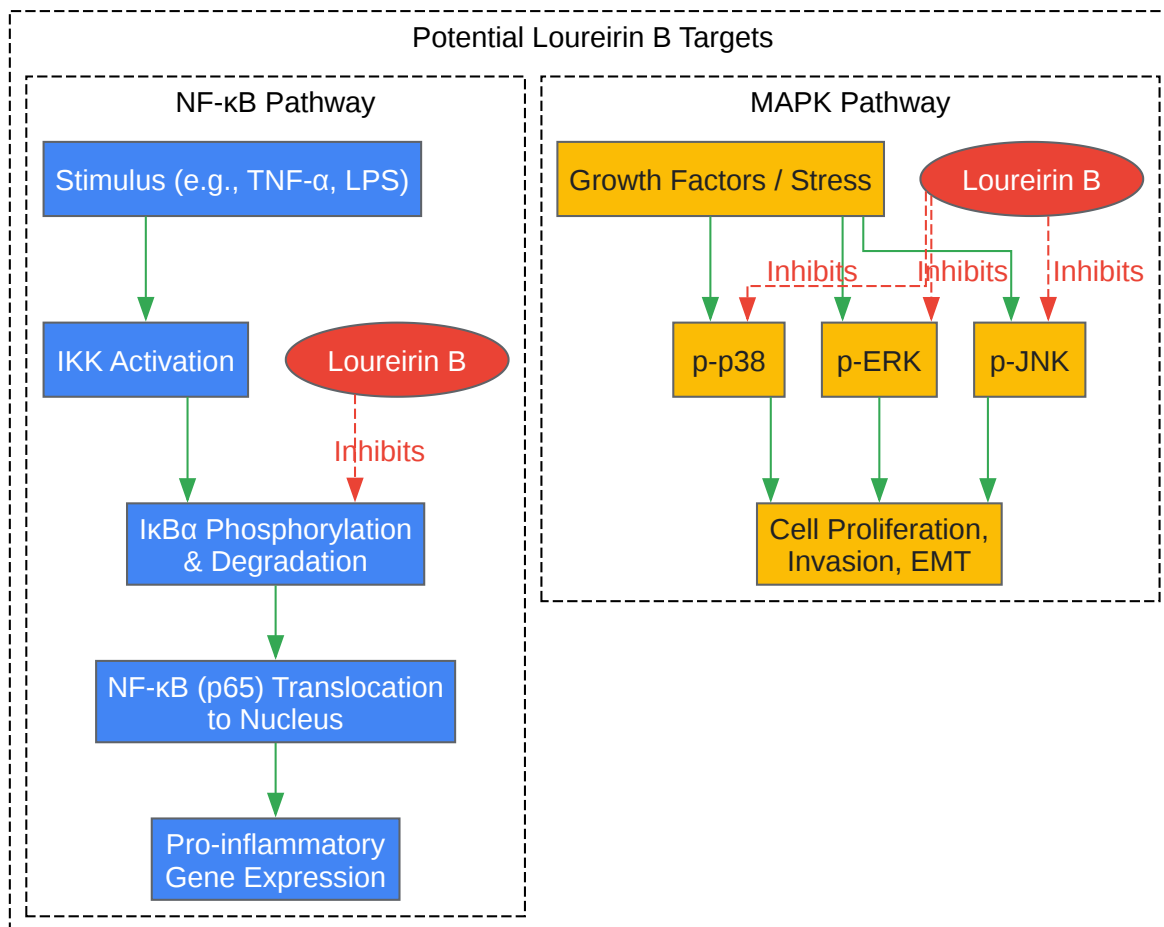 Potential Loureirin B Targets
NF-κB Pathway
Stimulus (e.g., TNF-α, LPS)
IKK Activation
Loureirin B
Inhibits
IκBα Phosphorylation
& Degradation
NF-κB (p65) Translocation
to Nucleus
Pro-inflammatory
Gene Expression
MAPK Pathway
Growth Factors / Stress
Loureirin B
Inhibits
Inhibits
Inhibits
p-p38
p-ERK
p-JNK
Cell Proliferation,
Invasion, EMT